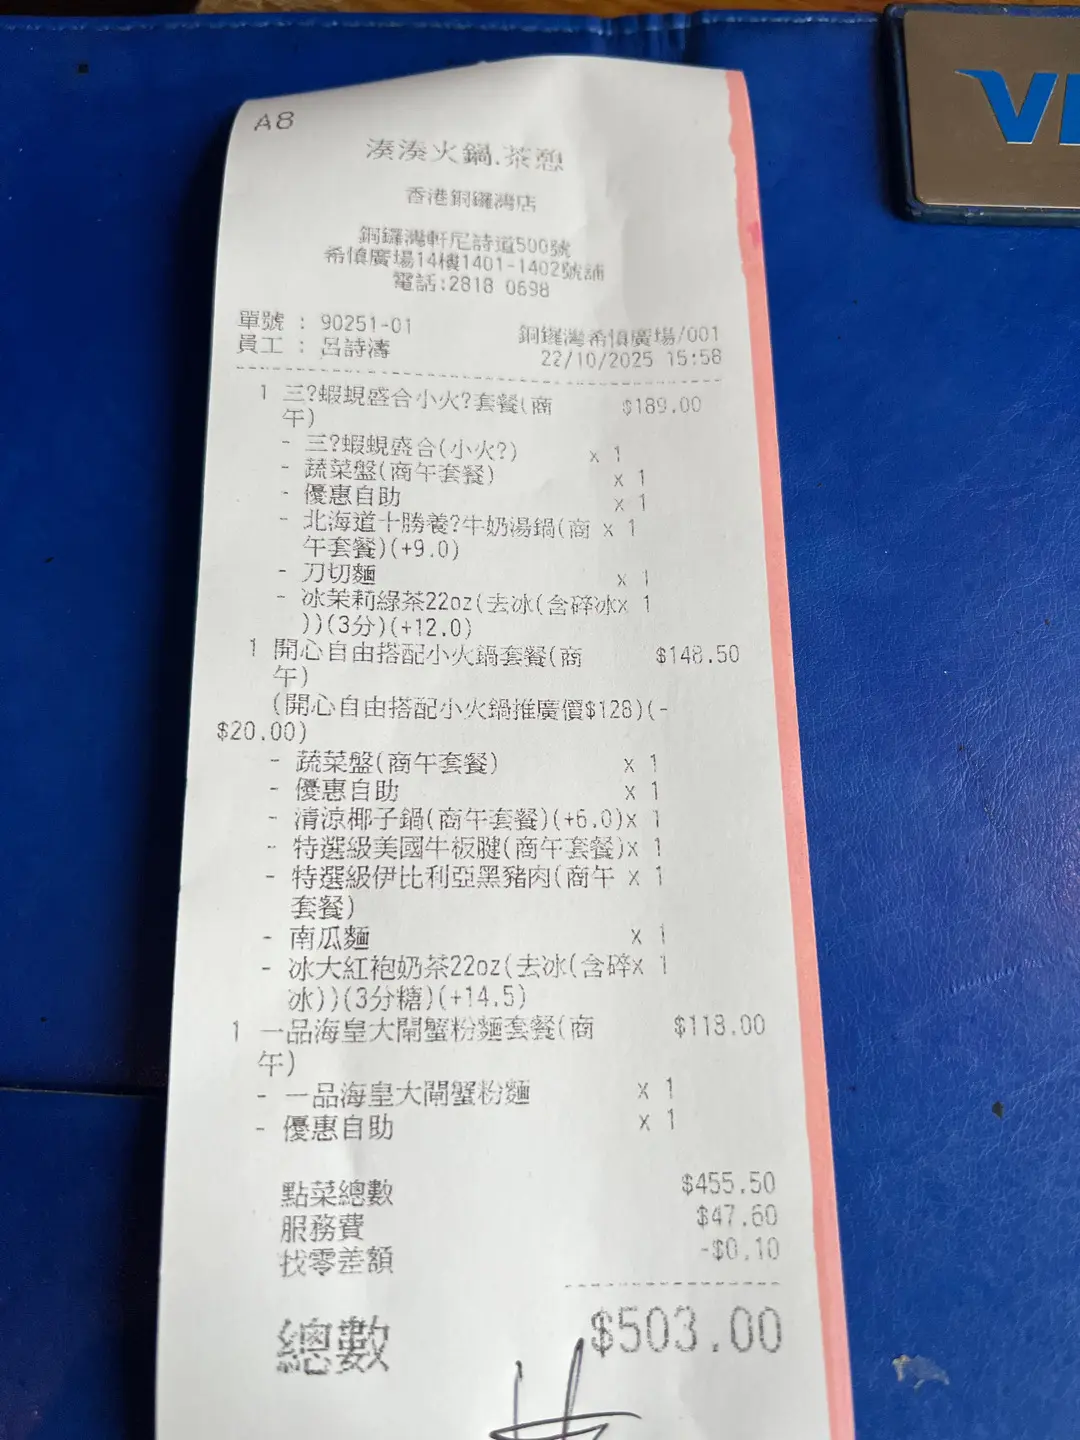 A8
湊湊火鍋.茶憩
香港銅鑼灣店
銅鑼灣軒尼詩道500號
希慎廣場14樓1401-1402號舖
電話:2818 0698
單號 : 90251-01
銅鑼灣希慎廣場/001
員工 : 呂詩濤
22/10/2025 15:58
1 三?蝦蜆盛合小火?套餐(商 $189.00
午)
- 三?蝦蜆盛合(小火?) x 1
- 蔬菜盤(商午套餐) x 1
- 優惠自助 x 1
- 北海道十勝養?牛奶湯鍋(商 x 1
午套餐)(+9.0)
- 刀切麵 x 1
- 冰茉莉綠茶22oz(去冰(含碎冰x 1
))(3分)(+12.0)
1 開心自由搭配小火鍋套餐(商 $148.50
午)
(開心自由搭配小火鍋推廣價$128)(-
$20.00)
- 蔬菜盤(商午套餐) x 1
- 優惠自助 x 1
- 清涼椰子鍋(商午套餐)(+6.0)x 1
- 特選級美國牛板腱(商午套餐)x 1
- 特選級伊比利亞黑豬肉(商午 x 1
套餐)
- 南瓜麵 x 1
- 冰大紅袍奶茶22oz(去冰(含碎x 1
冰))(3分糖)(+14.5)
1 一品海皇大閘蟹粉麵套餐(商 $118.00
午)
- 一品海皇大閘蟹粉麵 x 1
- 優惠自助 x 1
點菜總數 $455.50
服務費 $47.60
找零差額 -$0.10
總數 $503.00